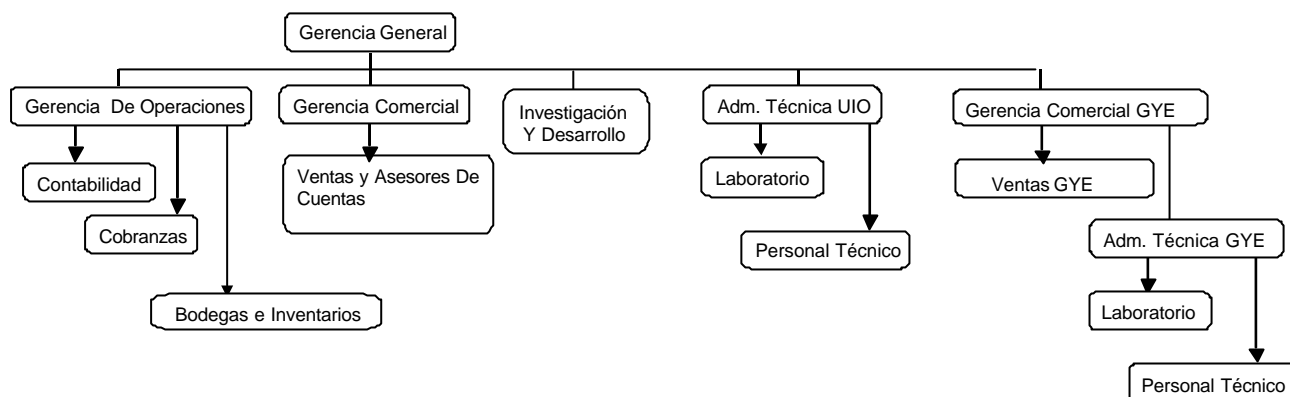 Gerencia General
Gerencia De Operaciones
Gerencia Comercial
Investigación
Y Desarrollo
Adm. Técnica UIO
Gerencia Comercial GYE
Contabilidad
Ventas y Asesores De
Cuentas
Laboratorio
Ventas GYE
Cobranzas
Personal Técnico
Adm. Técnica GYE
Bodegas e Inventarios
Laboratorio
Personal Técnico